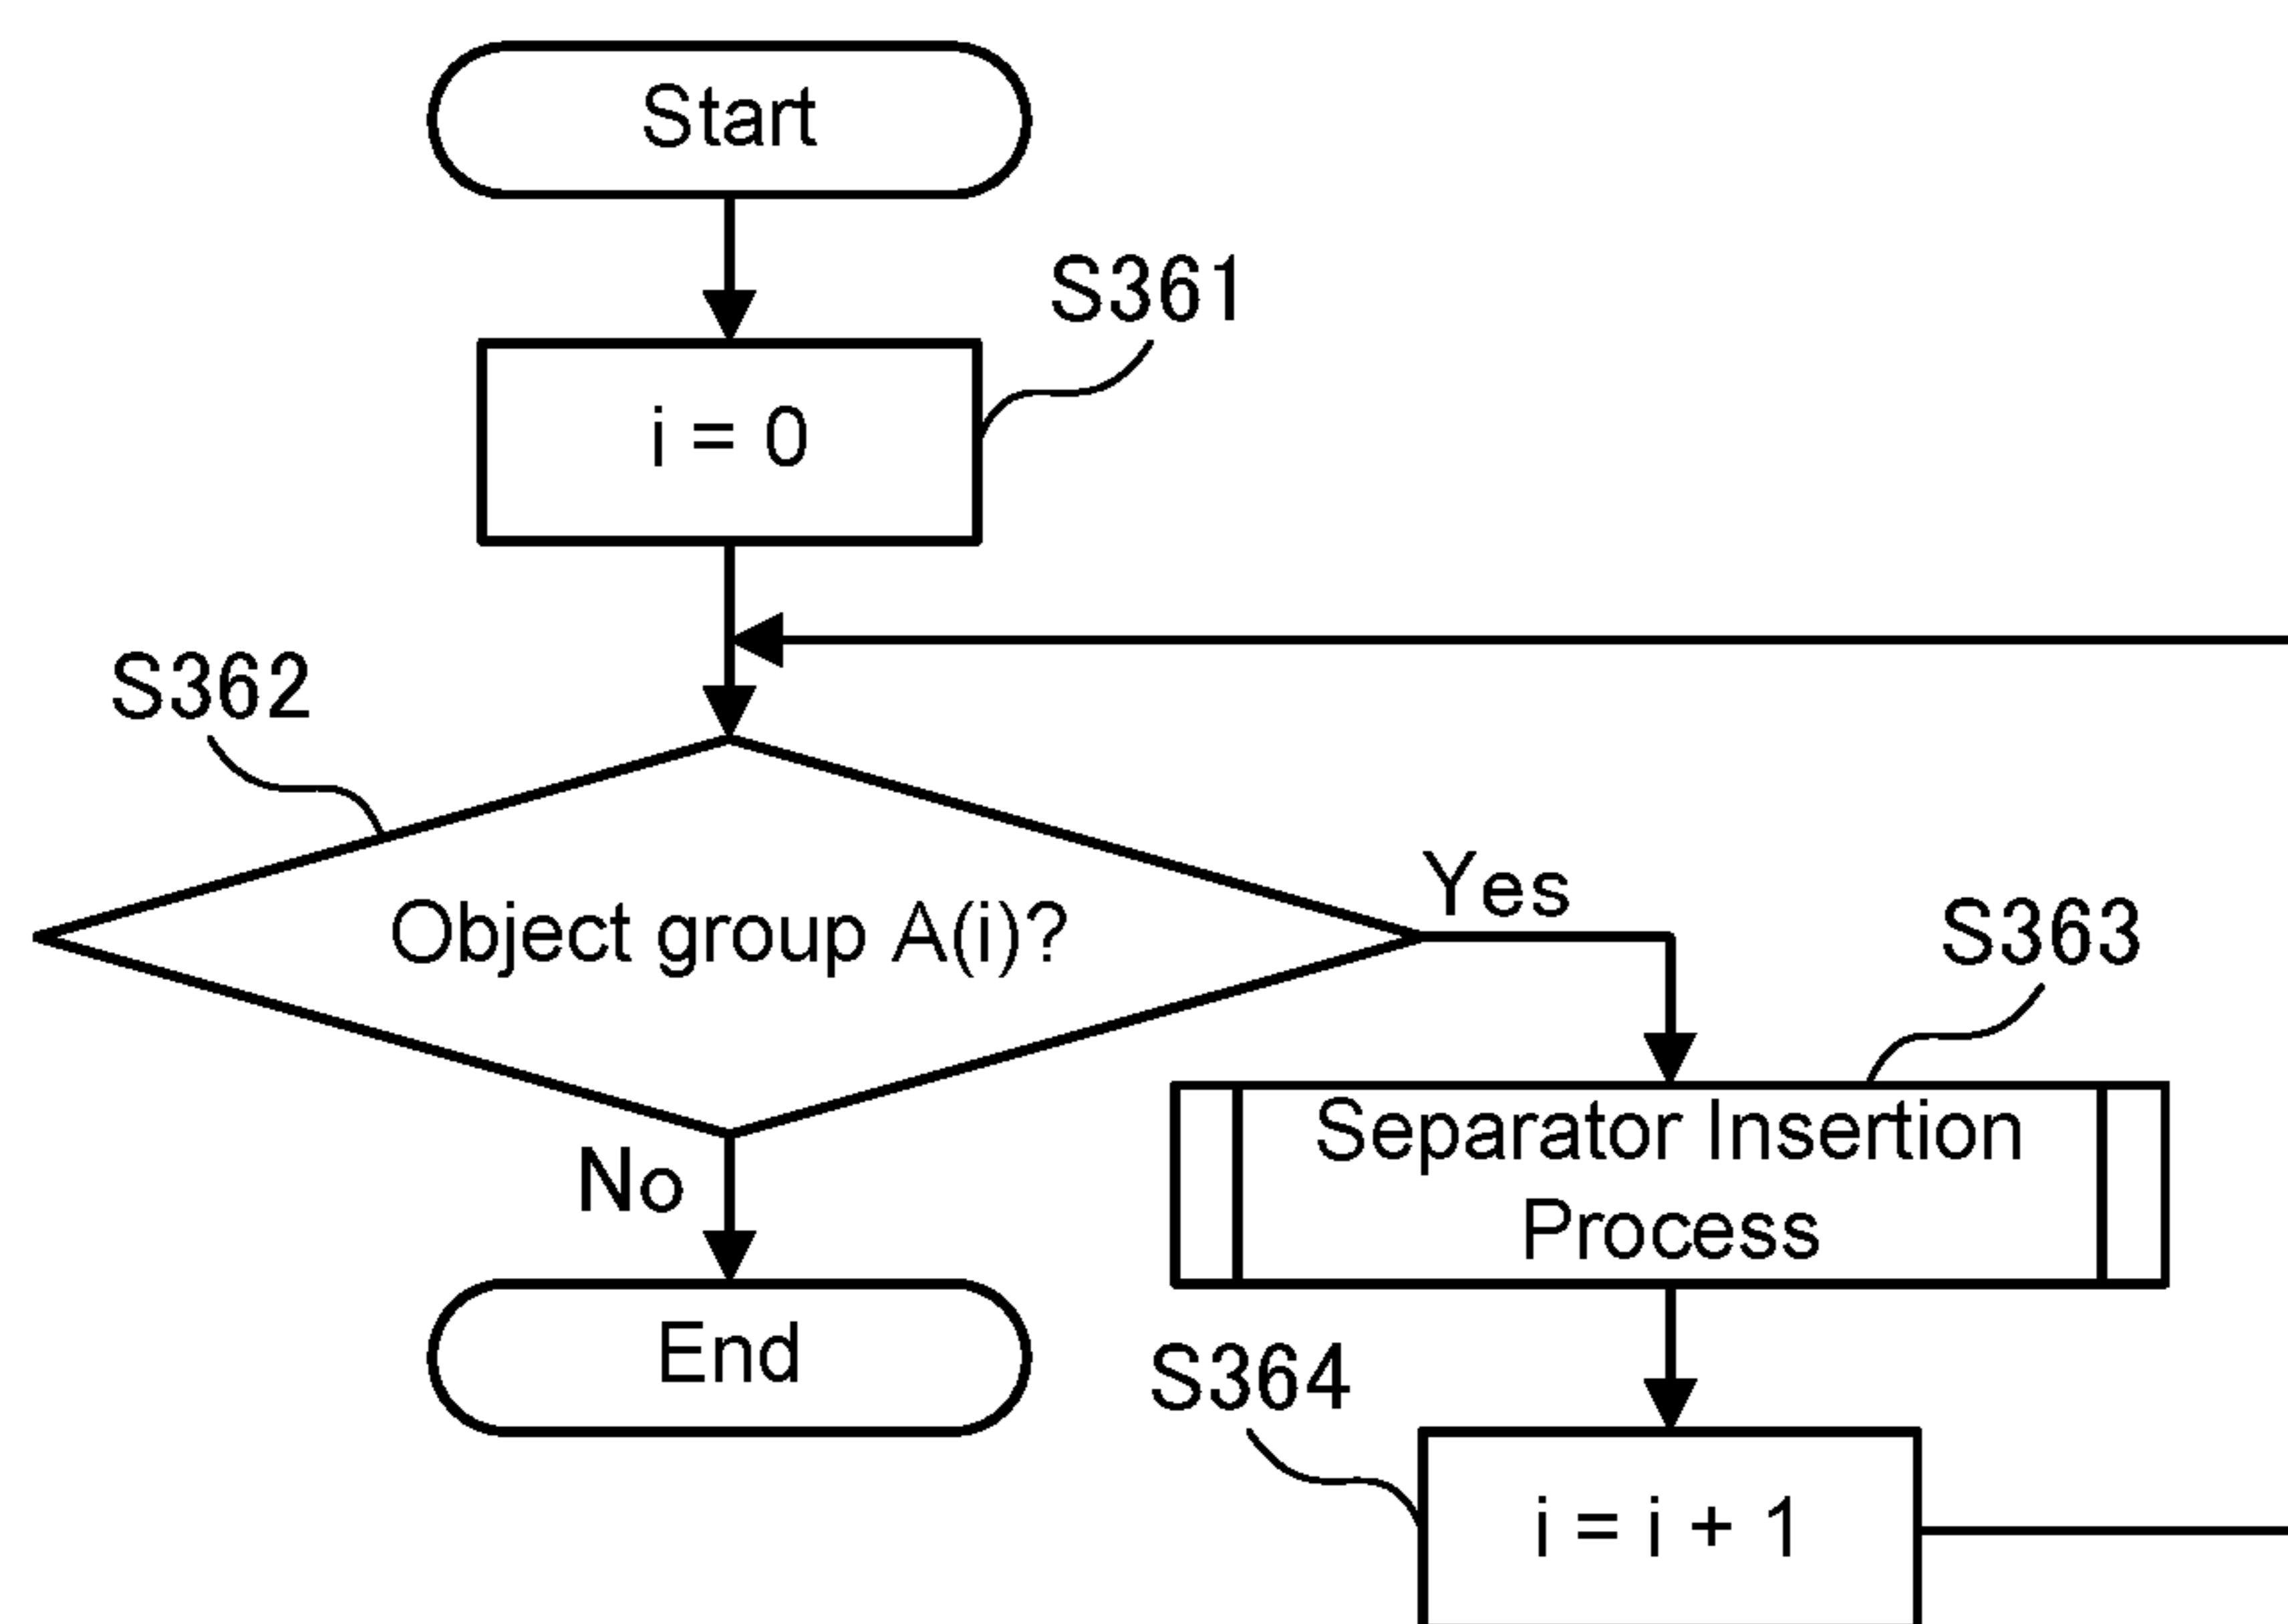 Start
S361
i = 0
S362
Object group A(i)?
Yes
S363
Separator Insertion
Process
No
End
S364
i = i + 1